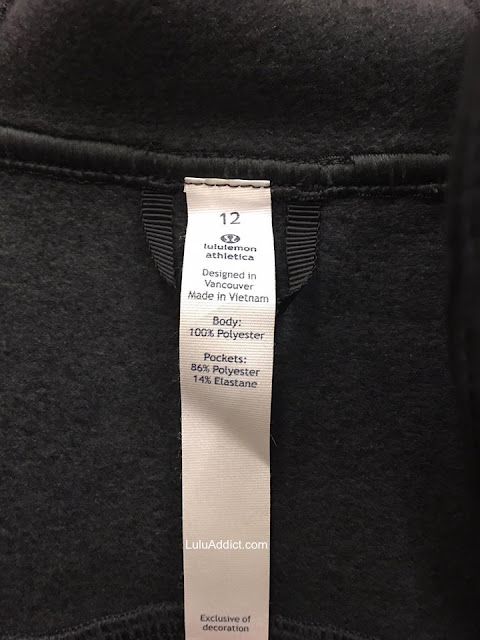 12
lululemon
athletica
Designed in
Vancouver
Made in Vietnam
Body:
100% Polyester
Pockets:
86% Polyester
14% Elastane
LuluAddict.com
Exclusive of
decoration